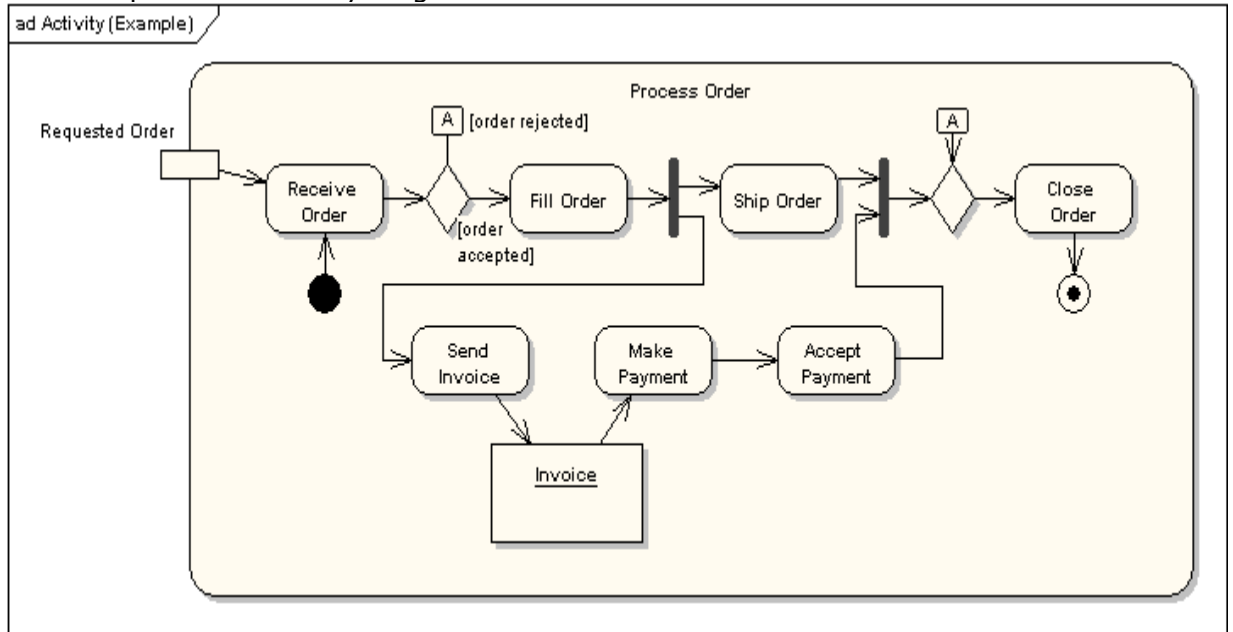 ad Activity (Example)
Process Order
Requested Order
A
[order rejected]
A
Receive
Order
Fill Order
Ship Order
Close
Order
[order
accepted]
Send
Invoice
Make
Payment
Accept
Payment
Invoice